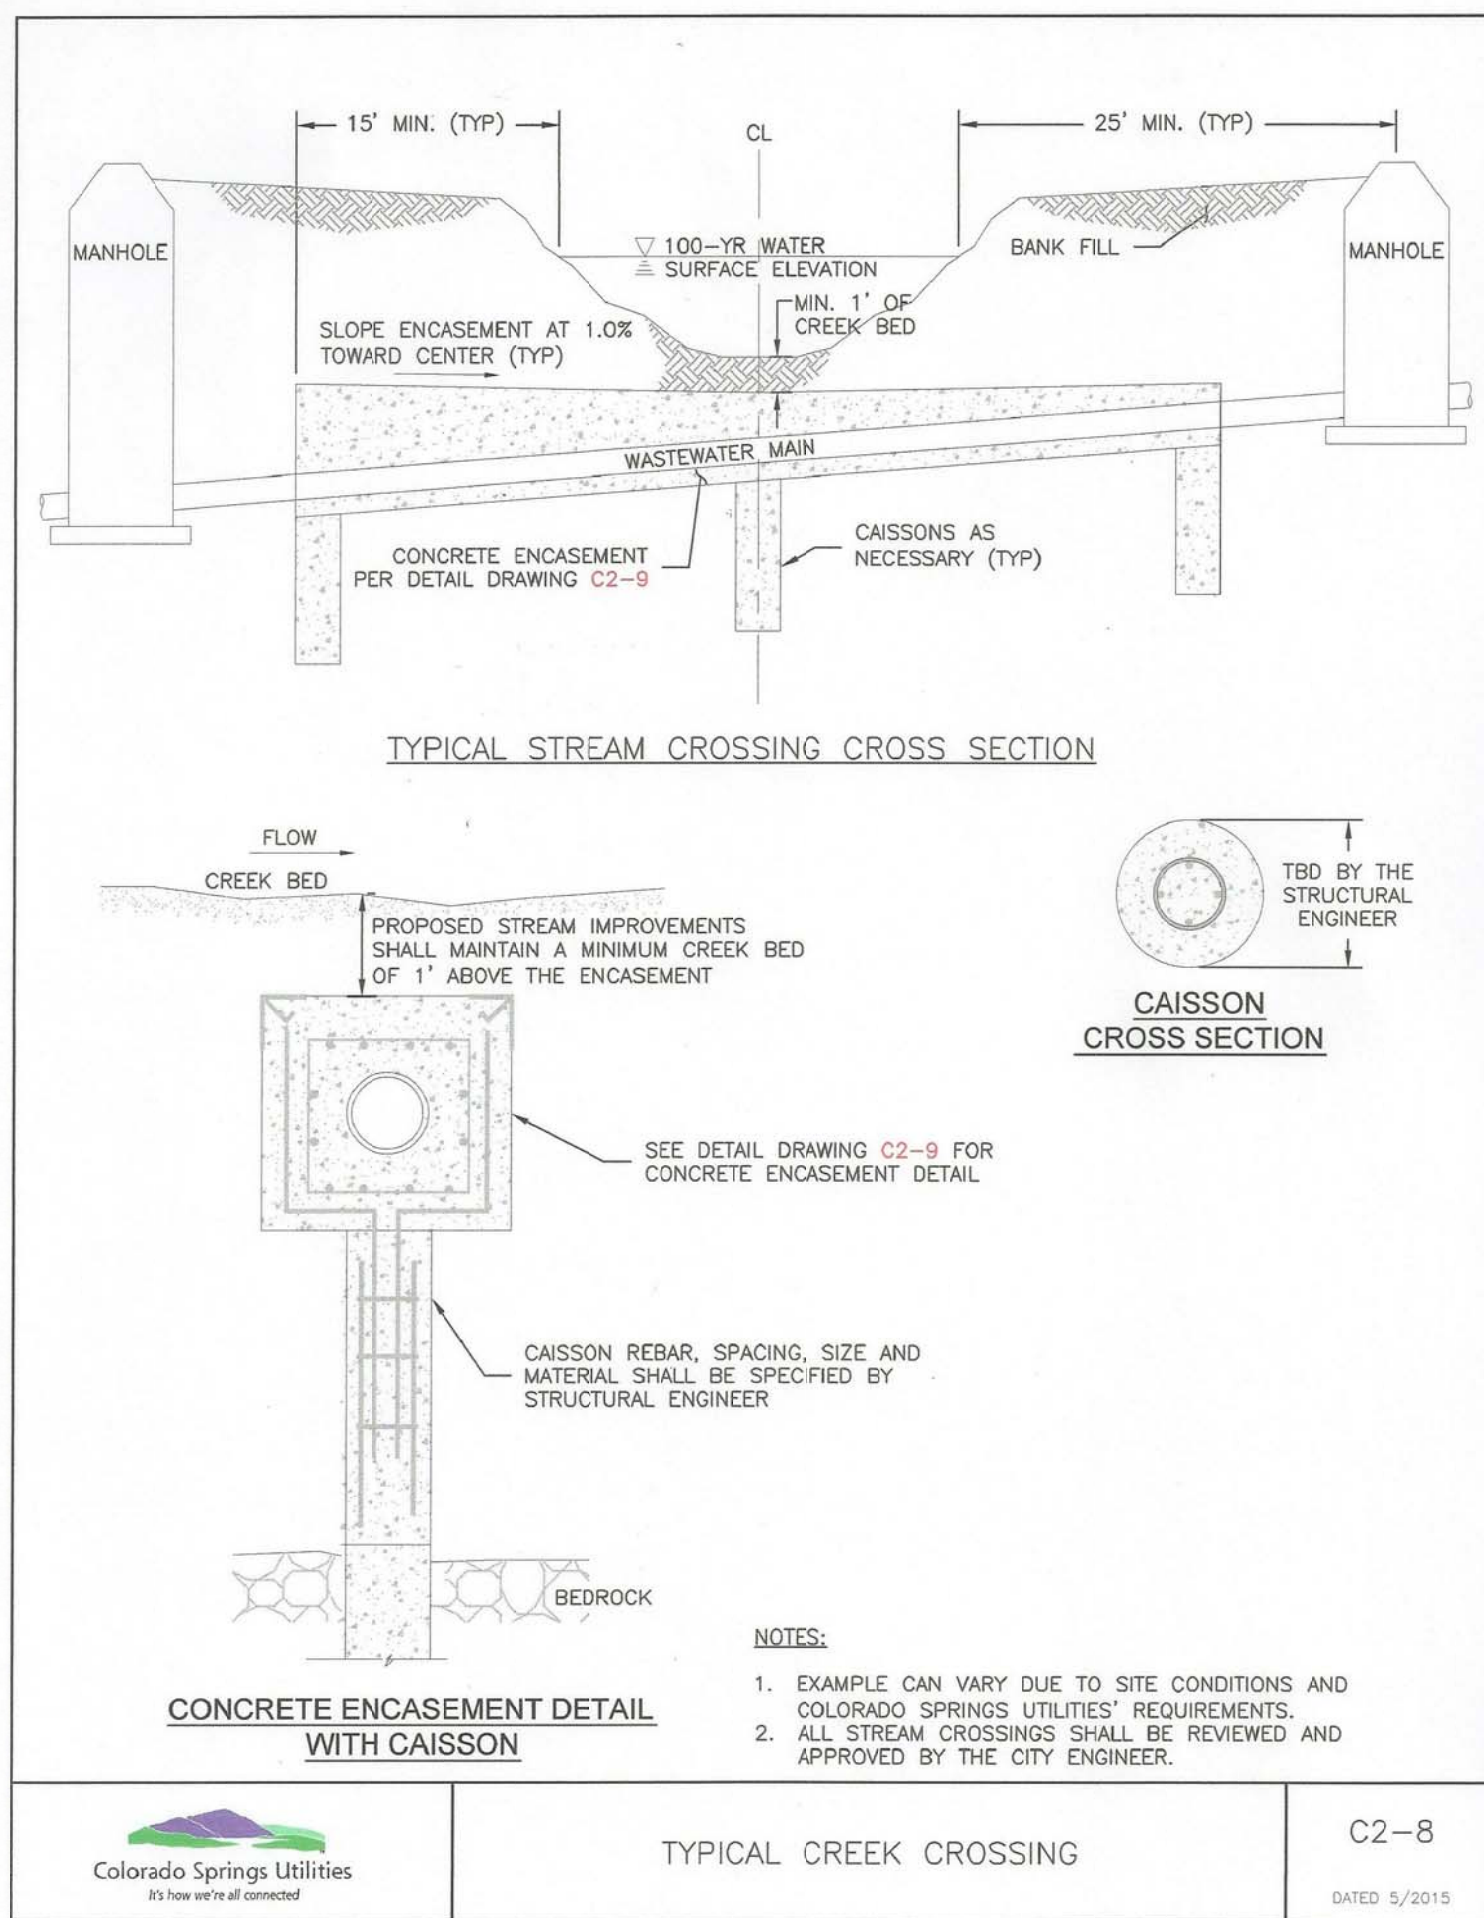 15' MIN. (TYP)
CL
25' MIN. (TYP)
MANHOLE
100-YR WATER
SURFACE ELEVATION
BANK FILL
MANHOLE
MIN. 1' OF
CREEK BED
SLOPE ENCASEMENT AT 1.0%
TOWARD CENTER (TYP)
WASTEWATER MAIN
CONCRETE ENCASEMENT
PER DETAIL DRAWING C2-9
CAISSONS AS
NECESSARY (TYP)
TYPICAL STREAM CROSSING CROSS SECTION
FLOW
CREEK BED
PROPOSED STREAM IMPROVEMENTS
SHALL MAINTAIN A MINIMUM CREEK BED
OF 1' ABOVE THE ENCASEMENT
TBD BY THE
STRUCTURAL
ENGINEER
CAISSON
CROSS SECTION
SEE DETAIL DRAWING C2-9 FOR
CONCRETE ENCASEMENT DETAIL
CAISSON REBAR, SPACING, SIZE AND
MATERIAL SHALL BE SPECIFIED BY
STRUCTURAL ENGINEER
BEDROCK
CONCRETE ENCASEMENT DETAIL
WITH CAISSON
NOTES:
1. EXAMPLE CAN VARY DUE TO SITE CONDITIONS AND
COLORADO SPRINGS UTILITIES' REQUIREMENTS.
2. ALL STREAM CROSSINGS SHALL BE REVIEWED AND
APPROVED BY THE CITY ENGINEER.
Colorado Springs Utilities
It's how we're all connected
TYPICAL CREEK CROSSING
C2-8
DATED 5/2015